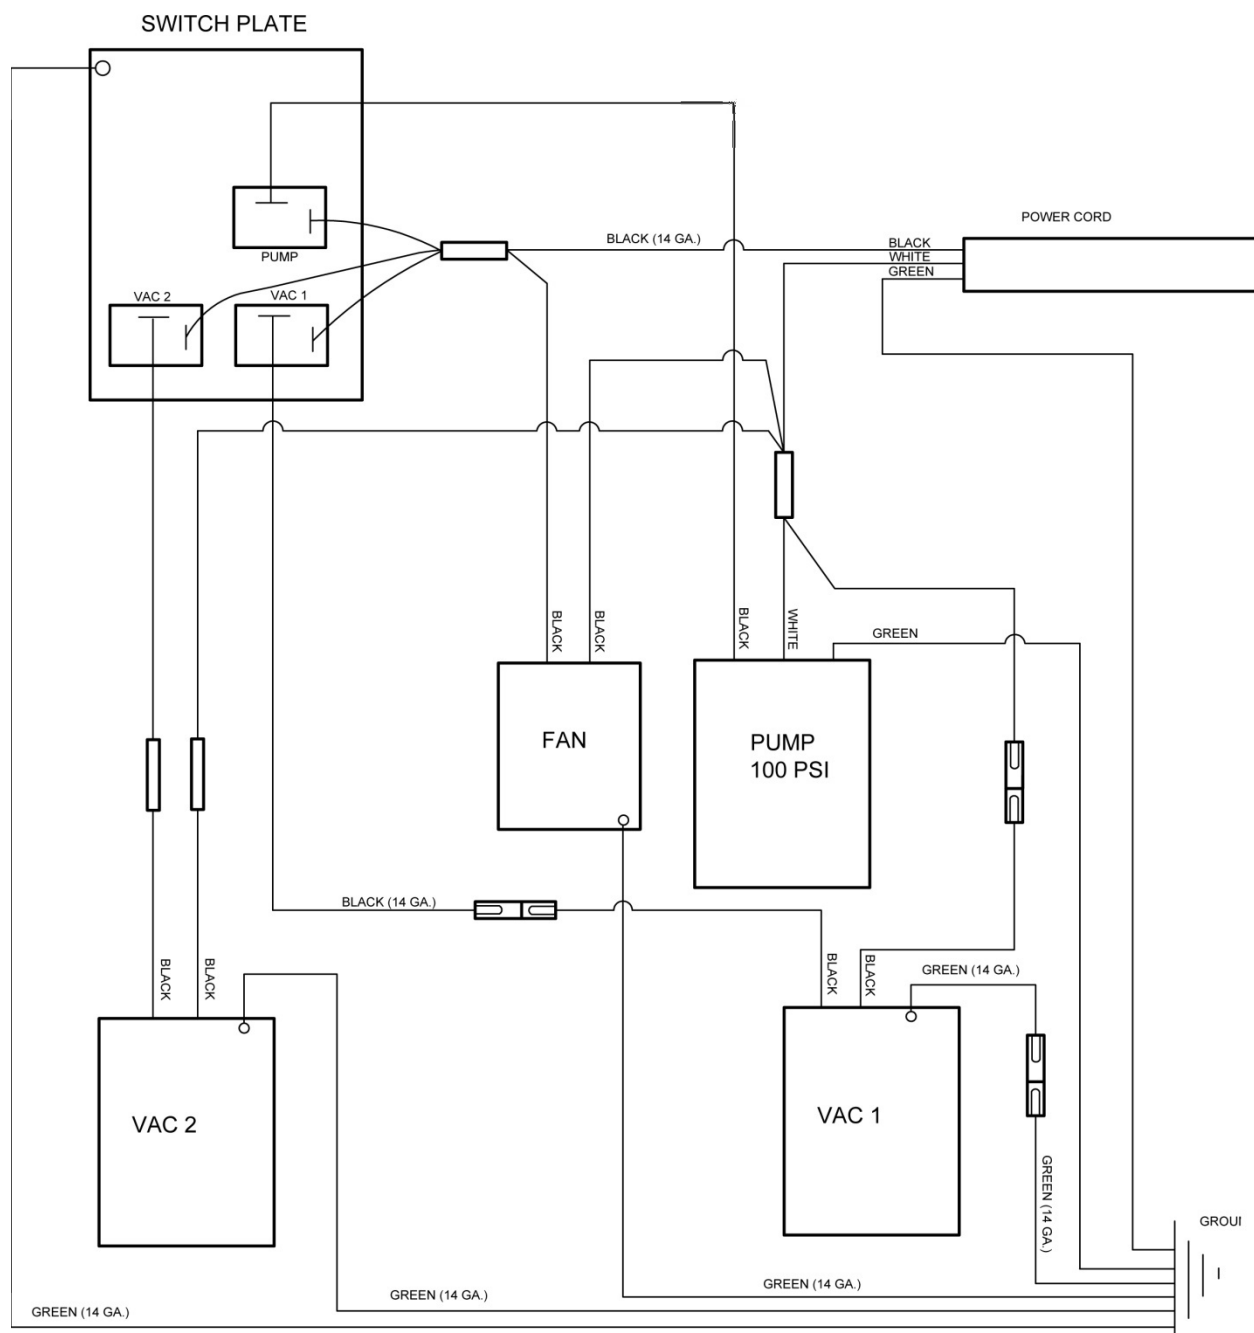 SWITCH PLATE
POWER CORD
BLACK (14 GA.)
BLACK
WHITE
GREEN
PUMP
VAC 2
VAC 1
BLACK
BLACK
BLACK
WHITE
GREEN
FAN
PUMP
100 PSI
BLACK (14 GA.)
BLACK
BLACK
BLACK
BLACK
GREEN (14 GA.)
VAC 2
VAC 1
GREEN (14 GA.)
GROUI
GREEN (14 GA.)
GREEN (14 GA.)
GREEN (14 GA.)